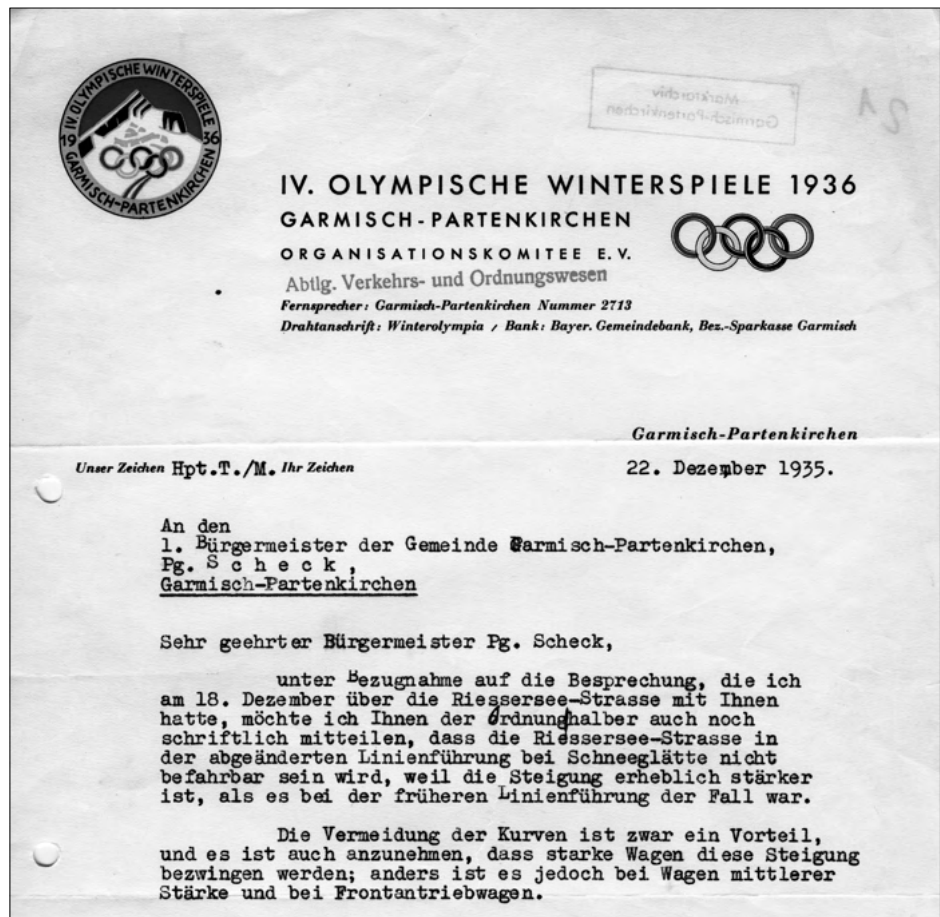 IV. OLYMPISCHE WINTERSPIELE
19 36
GARMISCH-PARTENKIRCHEN
Marktarchiv
Garmisch-Partenkirchen
21
IV. OLYMPISCHE WINTERSPIELE 1936
GARMISCH-PARTENKIRCHEN
ORGANISATIONSKOMITEE E. V.
Abtlg. Verkehrs- und Ordnungswesen
Fernsprecher: Garmisch-Partenkirchen Nummer 2713
Drahtanschrift: Winterolympia / Bank: Bayer. Gemeindebank, Bez.-Sparkasse Garmisch
Garmisch-Partenkirchen
Unser Zeichen Hpt.T./M. Ihr Zeichen 22. Dezember 1935.
An den
1. Bürgermeister der Gemeinde Garmisch-Partenkirchen,
Pg. S c h e c k ,
Garmisch-Partenkirchen
Sehr geehrter Bürgermeister Pg. Scheck,
unter Bezugnahme auf die Besprechung, die ich
am 18. Dezember über die Riessersee-Strasse mit Ihnen
hatte, möchte ich Ihnen der Ordnung halber auch noch
schriftlich mitteilen, dass die Riessersee-Strasse in
der abgeänderten Linienführung bei Schneeglätte nicht
befahrbar sein wird, weil die Steigung erheblich stärker
ist, als es bei der früheren Linienführung der Fall war.
Die Vermeidung der Kurven ist zwar ein Vorteil,
und es ist auch anzunehmen, dass starke Wagen diese Steigung
bezwingen werden; anders ist es jedoch bei Wagen mittlerer
Stärke und bei Frontantriebwagen.